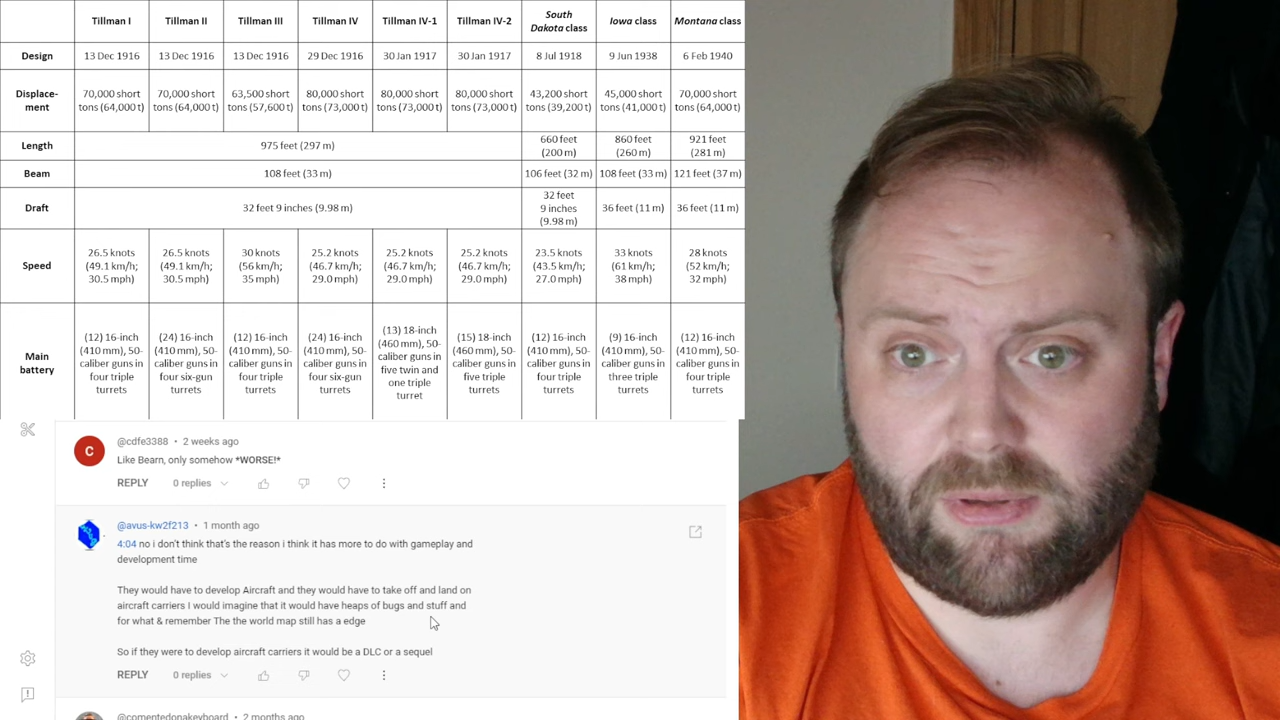 Tillman I Tillman II Tillman III Tillman IV Tillman IV-1 Tillman IV-2 South Dakota class Iowa class Montana class
Design 13 Dec 1916 13 Dec 1916 13 Dec 1916 29 Dec 1916 30 Jan 1917 30 Jan 1917 8 Jul 1918 9 Jun 1938 6 Feb 1940
Displace-ment 70,000 short tons (64,000 t) 70,000 short tons (64,000 t) 63,500 short tons (57,600 t) 80,000 short tons (73,000 t) 80,000 short tons (73,000 t) 80,000 short tons (73,000 t) 43,200 short tons (39,200 t) 45,000 short tons (41,000 t) 70,000 short tons (64,000 t)
Length 975 feet (297 m) 660 feet (200 m) 860 feet (260 m) 921 feet (281 m)
Beam 108 feet (33 m) 106 feet (32 m) 108 feet (33 m) 121 feet (37 m)
Draft 32 feet 9 inches (9.98 m) 32 feet 9 inches (9.98 m) 36 feet (11 m) 36 feet (11 m)
Speed 26.5 knots (49.1 km/h; 30.5 mph) 26.5 knots (49.1 km/h; 30.5 mph) 30 knots (56 km/h; 35 mph) 25.2 knots (46.7 km/h; 29.0 mph) 25.2 knots (46.7 km/h; 29.0 mph) 25.2 knots (46.7 km/h; 29.0 mph) 23.5 knots (43.5 km/h; 27.0 mph) 33 knots (61 km/h; 38 mph) 28 knots (52 km/h; 32 mph)
Main battery (12) 16-inch (410 mm), 50-caliber guns in four triple turrets (24) 16-inch (410 mm), 50-caliber guns in four six-gun turrets (12) 16-inch (410 mm), 50-caliber guns in four triple turrets (24) 16-inch (410 mm), 50-caliber guns in four six-gun turrets (13) 18-inch (460 mm), 50-caliber guns in five twin and one triple turret (15) 18-inch (460 mm), 50-caliber guns in five triple turrets (12) 16-inch (410 mm), 50-caliber guns in four triple turrets (9) 16-inch (410 mm), 50-caliber guns in three triple turrets (12) 16-inch (410 mm), 50-caliber guns in four triple turrets
C
@cdfe3388 • 2 weeks ago
Like Bearn, only somehow *WORSE!*
REPLY 0 replies
@avus-kw2f213 • 1 month ago
4:04 no i don't think that's the reason i think it has more to do with gameplay and
development time
They would have to develop Aircraft and they would have to take off and land on
aircraft carriers I would imagine that it would have heaps of bugs and stuff and
for what & remember The the world map still has a edge
So if they were to develop aircraft carriers it would be a DLC or a sequel
REPLY 0 replies
@comentedonakeyboard • 2 months ago